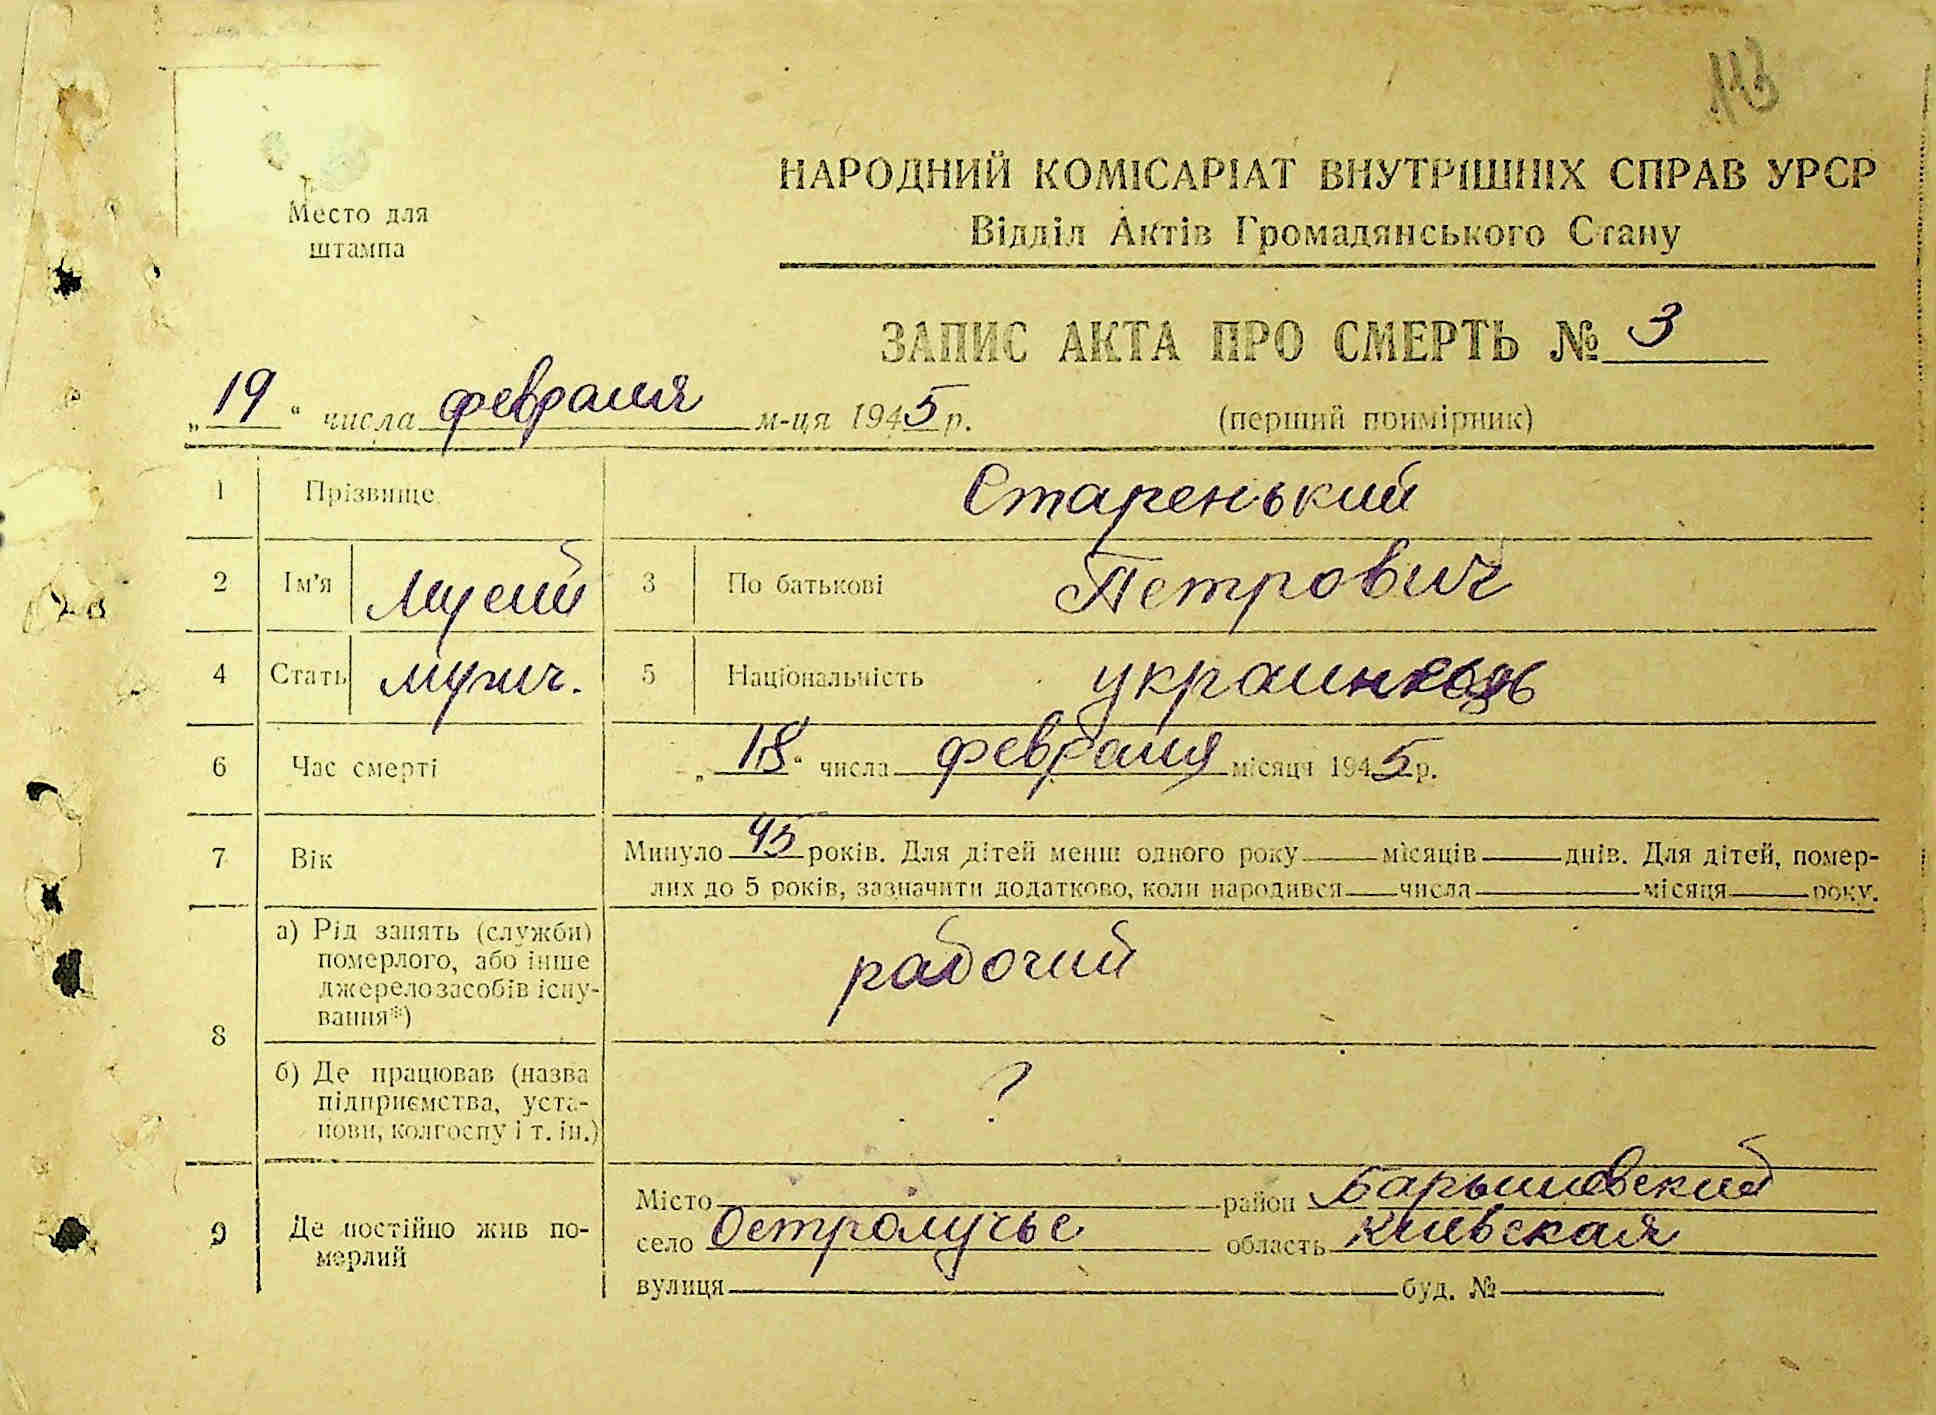 113
Место для
штампа
НАРОДНИЙ КОМІСАРІАТ ВНУТРІШНІХ СПРАВ УРСР
Відділ Актів Громадянського Стану
ЗАПИС АКТА ПРО СМЕРТЬ № 3
„19“ числа февраля м-ця 1945 р. (перший примірник)
1 Прізвище Старенький
2 Ім'я Мусий 3 По батькові Петрович
4 Стать мужич. 5 Національність
6 Час смерті „18“ числа февраля місяця 1945 р.
7 Вік Минуло 45 років. Для дітей менш одного року місяців днів. Для дітей, помер-
лих до 5 років, зазначити додатково, коли народився числа місяця року.
8 а) Рід занять (служби)
померлого, або інше
джерело засобів існу-
вання*) рабочий
б) Де працював (назва
підприємства, уста-
нови, колгоспу і т. ін.) ?
9 Де постійно жив по-
мерлий
Місто район Барышевский
село Остролучье область Киевская
вулиця буд. №